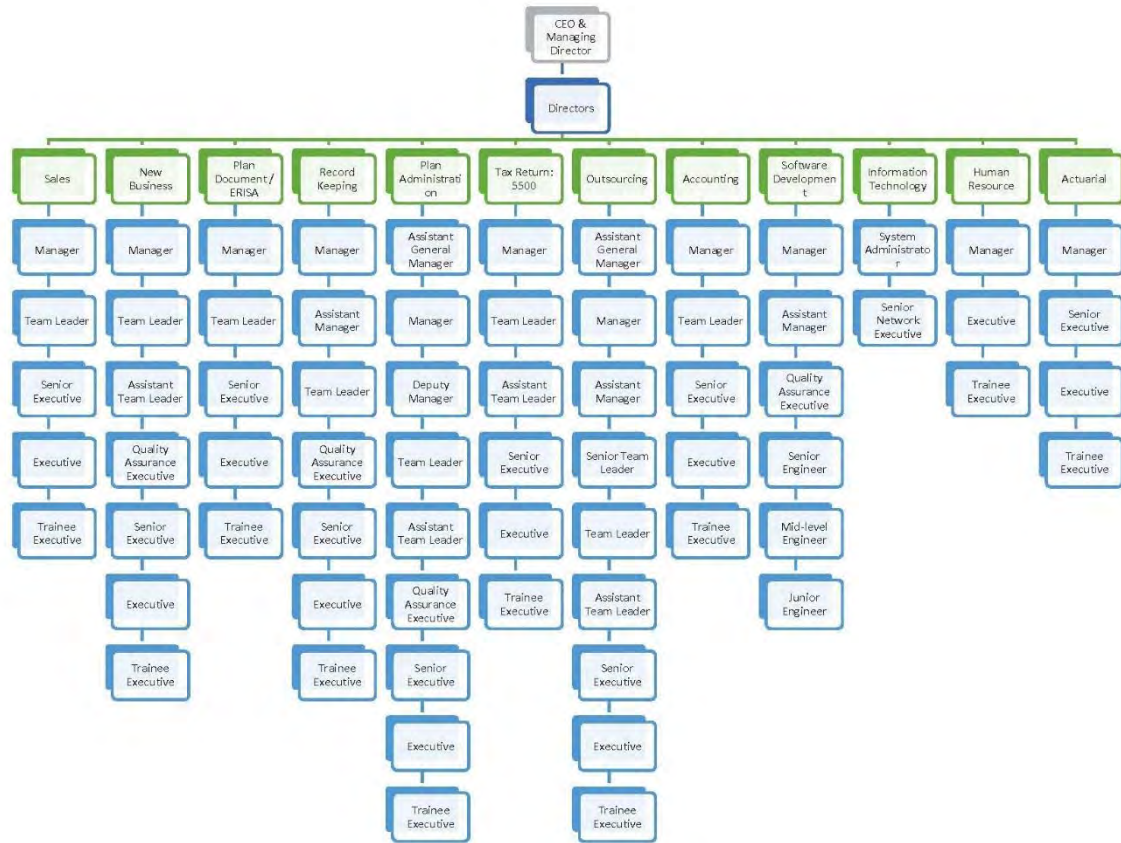 CEO &
Managing
Director
Directors
Sales
New
Business
Plan
Document /
ERISA
Record
Keeping
Plan
Administrati
on
Tax Return:
5500
Outsourcing
Accounting
Software
Developmen
t
Information
Technology
Human
Resource
Actuarial
Manager
Team Leader
Senior
Executive
Executive
Trainee
Executive
Manager
Team Leader
Assistant
Team Leader
Quality
Assurance
Executive
Senior
Executive
Executive
Trainee
Executive
Manager
Team Leader
Senior
Executive
Executive
Trainee
Executive
Manager
Assistant
Manager
Team Leader
Quality
Assurance
Executive
Senior
Executive
Executive
Trainee
Executive
Assistant
General
Manager
Manager
Deputy
Manager
Team Leader
Assistant
Team Leader
Quality
Assurance
Executive
Senior
Executive
Executive
Trainee
Executive
Manager
Team Leader
Assistant
Team Leader
Senior
Executive
Executive
Trainee
Executive
Assistant
General
Manager
Manager
Assistant
Manager
Senior Team
Leader
Team Leader
Assistant
Team Leader
Senior
Executive
Executive
Trainee
Executive
Manager
Team Leader
Senior
Executive
Executive
Trainee
Executive
Manager
Assistant
Manager
Quality
Assurance
Executive
Senior
Engineer
Mid-level
Engineer
Junior
Engineer
System
Administrato
r
Senior
Network
Executive
Manager
Executive
Trainee
Executive
Manager
Senior
Executive
Executive
Trainee
Executive